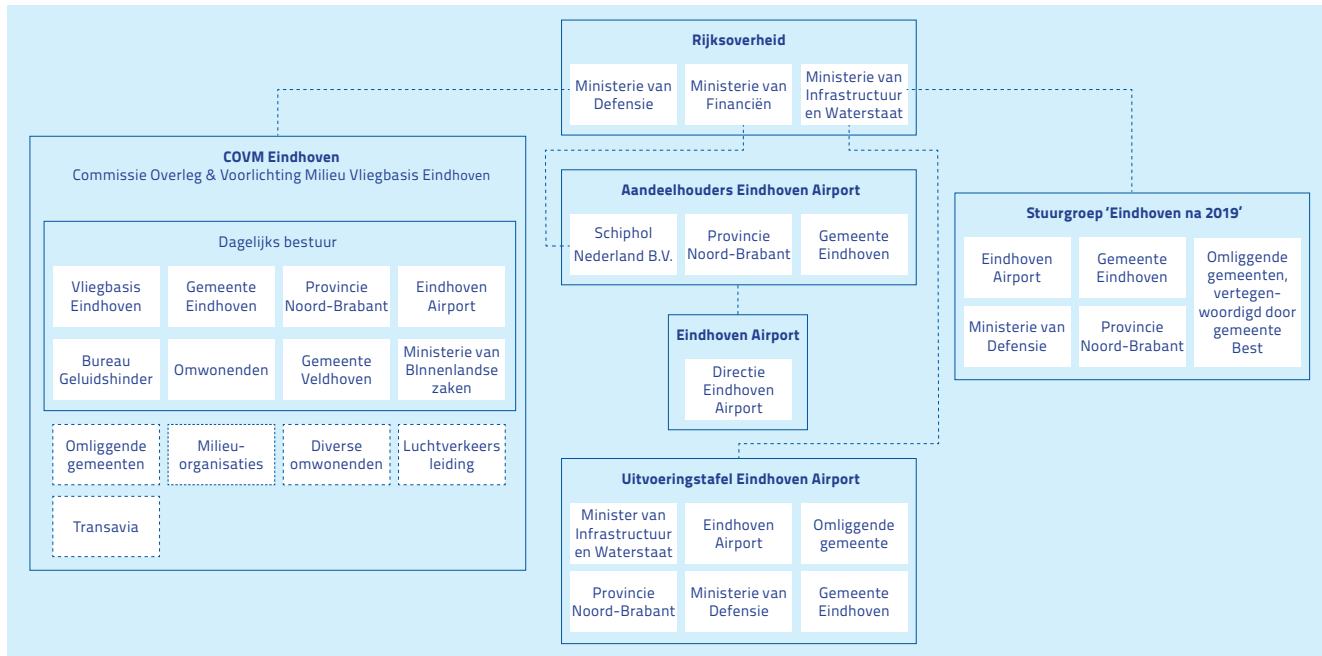 Rijksoverheid
Ministerie van
Defensie
Ministerie van
Financiën
Ministerie van
Infrastructuur
en Waterstaat
COVM Eindhoven
Commissie Overleg & Voorlichting Milieu Vliegbasis Eindhoven
Dagelijks bestuur
Vliegbasis
Eindhoven
Gemeente
Eindhoven
Provincie
Noord-Brabant
Eindhoven
Airport
Bureau
Geluidshinder
Omwonenden
Gemeente
Veldhoven
Ministerie van
BInnenlandse
zaken
Omliggende
gemeenten
Milieu-
organisaties
Diverse
omwonenden
Luchtverkeers
leiding
Transavia
Aandeelhouders Eindhoven Airport
Schiphol
Nederland B.V.
Provincie
Noord-Brabant
Gemeente
Eindhoven
Eindhoven Airport
Directie
Eindhoven
Airport
Uitvoeringstafel Eindhoven Airport
Minister van
Infrastructuur
en Waterstaat
Eindhoven
Airport
Omliggende
gemeente
Provincie
Noord-Brabant
Ministerie van
Defensie
Gemeente
Eindhoven
Stuurgroep ‘Eindhoven na 2019’
Eindhoven
Airport
Gemeente
Eindhoven
Omliggende
gemeenten,
vertegen-
woordigd door
gemeente
Best
Ministerie van
Defensie
Provincie
Noord-Brabant